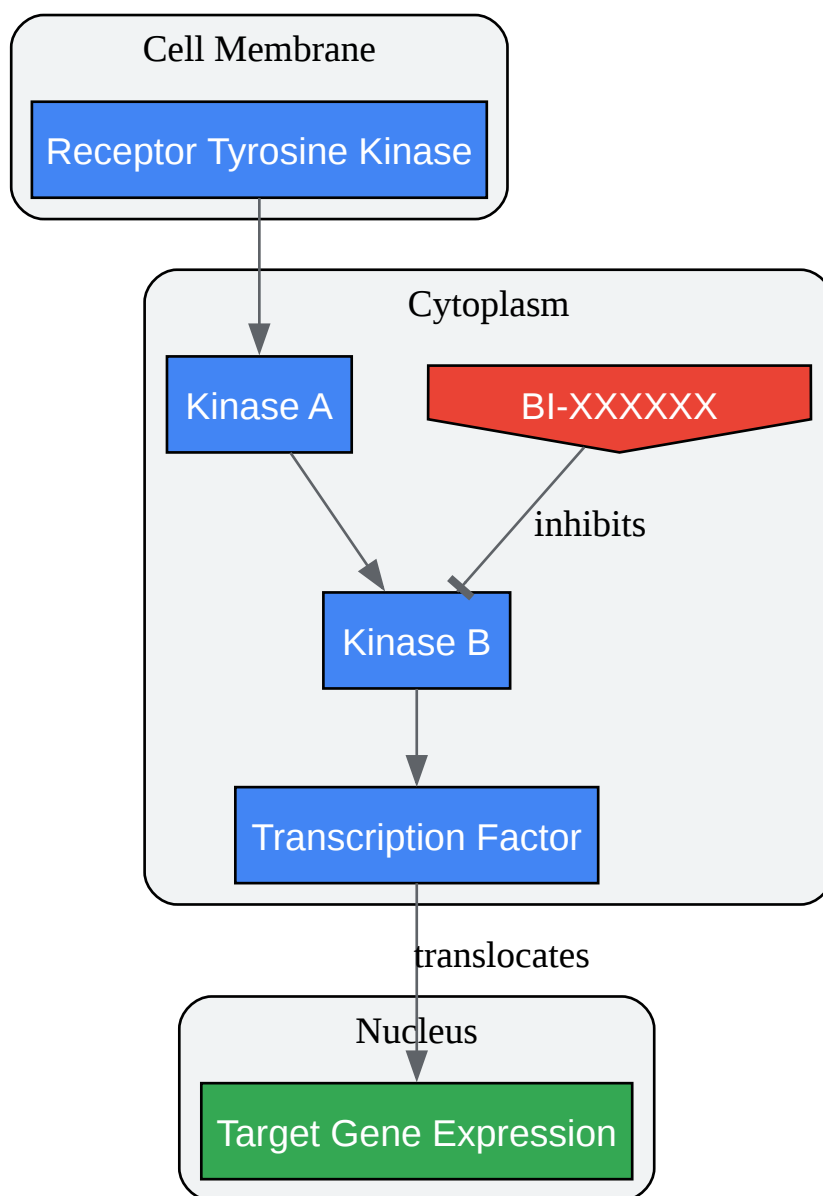 Cell Membrane
Receptor Tyrosine Kinase
Cytoplasm
Kinase A
BI-XXXXXX
inhibits
Kinase B
Transcription Factor
translocates
Nucleus
Target Gene Expression